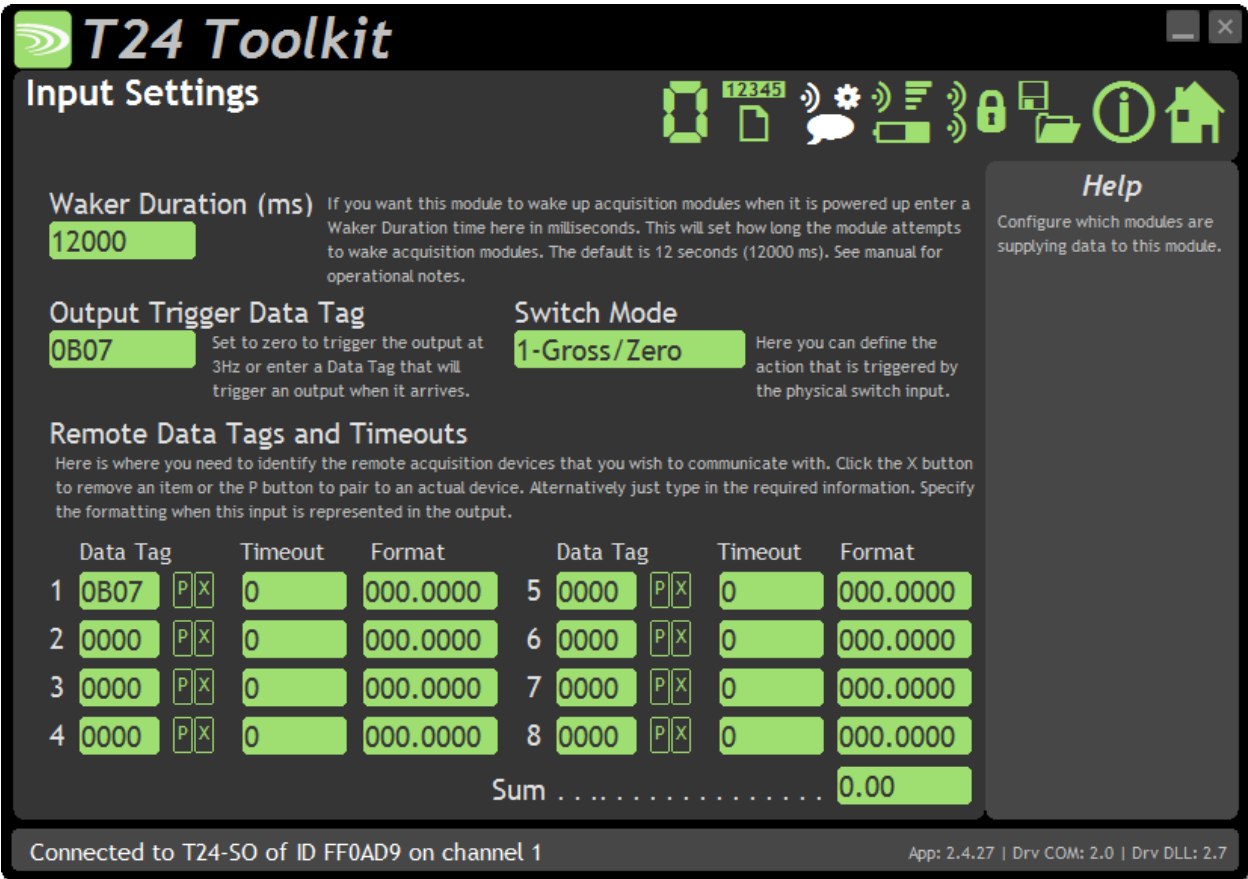 T24 Toolkit
Input Settings
12345
Waker Duration (ms)
12000
If you want this module to wake up acquisition modules when it is powered up enter a
Waker Duration time here in milliseconds. This will set how long the module attempts
to wake acquisition modules. The default is 12 seconds (12000 ms). See manual for
operational notes.
Output Trigger Data Tag
0B07
Set to zero to trigger the output at
3Hz or enter a Data Tag that will
trigger an output when it arrives.
Switch Mode
1-Gross/Zero
Here you can define the
action that is triggered by
the physical switch input.
Remote Data Tags and Timeouts
Here is where you need to identify the remote acquisition devices that you wish to communicate with. Click the X button
to remove an item or the P button to pair to an actual device. Alternatively just type in the required information. Specify
the formatting when this input is represented in the output.
Data Tag Timeout Format Data Tag Timeout Format
1 0B07 P X 0 000.0000 5 0000 P X 0 000.0000
2 0000 P X 0 000.0000 6 0000 P X 0 000.0000
3 0000 P X 0 000.0000 7 0000 P X 0 000.0000
4 0000 P X 0 000.0000 8 0000 P X 0 000.0000
Sum . . . . . . . . . . . . . . . . . . 0.00
Help
Configure which modules are
supplying data to this module.
Connected to T24-SO of ID FF0AD9 on channel 1
App: 2.4.27 | Drv COM: 2.0 | Drv DLL: 2.7